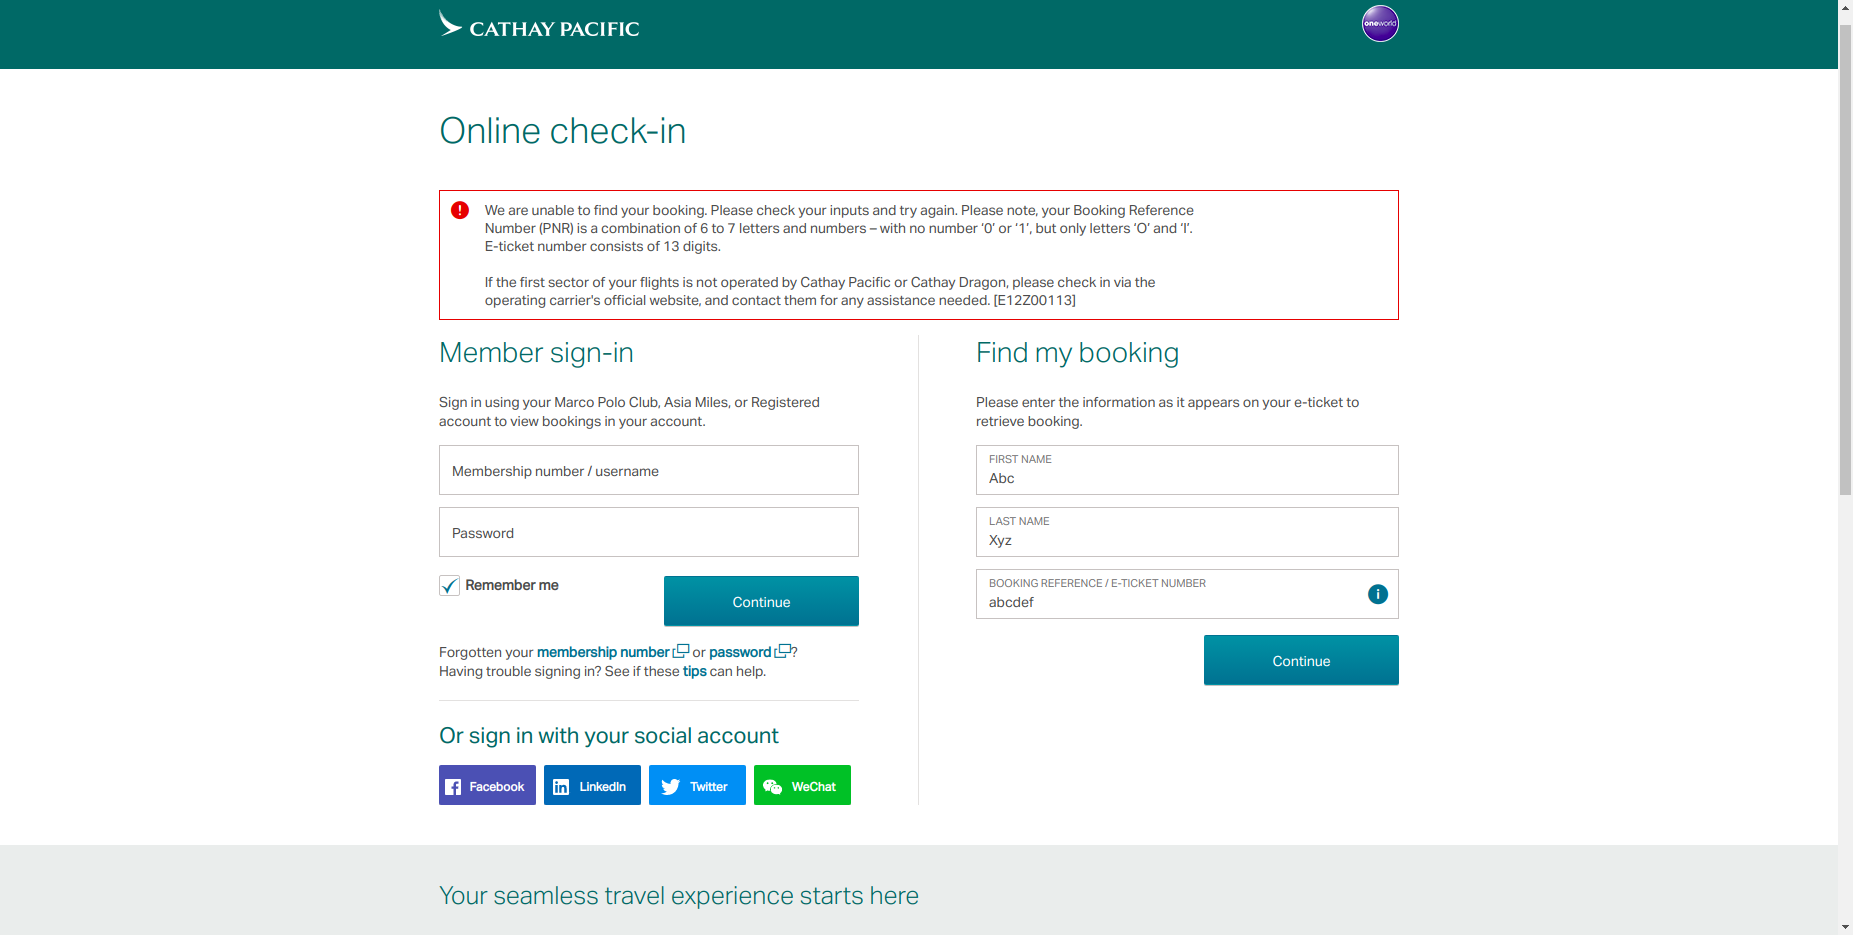 CATHAY PACIFIC
oneworld
Online check-in
We are unable to find your booking. Please check your inputs and try again. Please note, your Booking Reference
Number (PNR) is a combination of 6 to 7 letters and numbers – with no number ‘0’ or ‘1’, but only letters ‘O’ and ‘I’.
E-ticket number consists of 13 digits.
If the first sector of your flights is not operated by Cathay Pacific or Cathay Dragon, please check in via the
operating carrier's official website, and contact them for any assistance needed. [E12Z00113]
Member sign-in
Sign in using your Marco Polo Club, Asia Miles, or Registered
account to view bookings in your account.
Membership number / username
Password
Remember me
Continue
Forgotten your membership number or password ?
Having trouble signing in? See if these tips can help.
Or sign in with your social account
Facebook
LinkedIn
Twitter
WeChat
Find my booking
Please enter the information as it appears on your e-ticket to
retrieve booking.
FIRST NAME
Abc
LAST NAME
Xyz
BOOKING REFERENCE / E-TICKET NUMBER
abcdef
Continue
Your seamless travel experience starts here